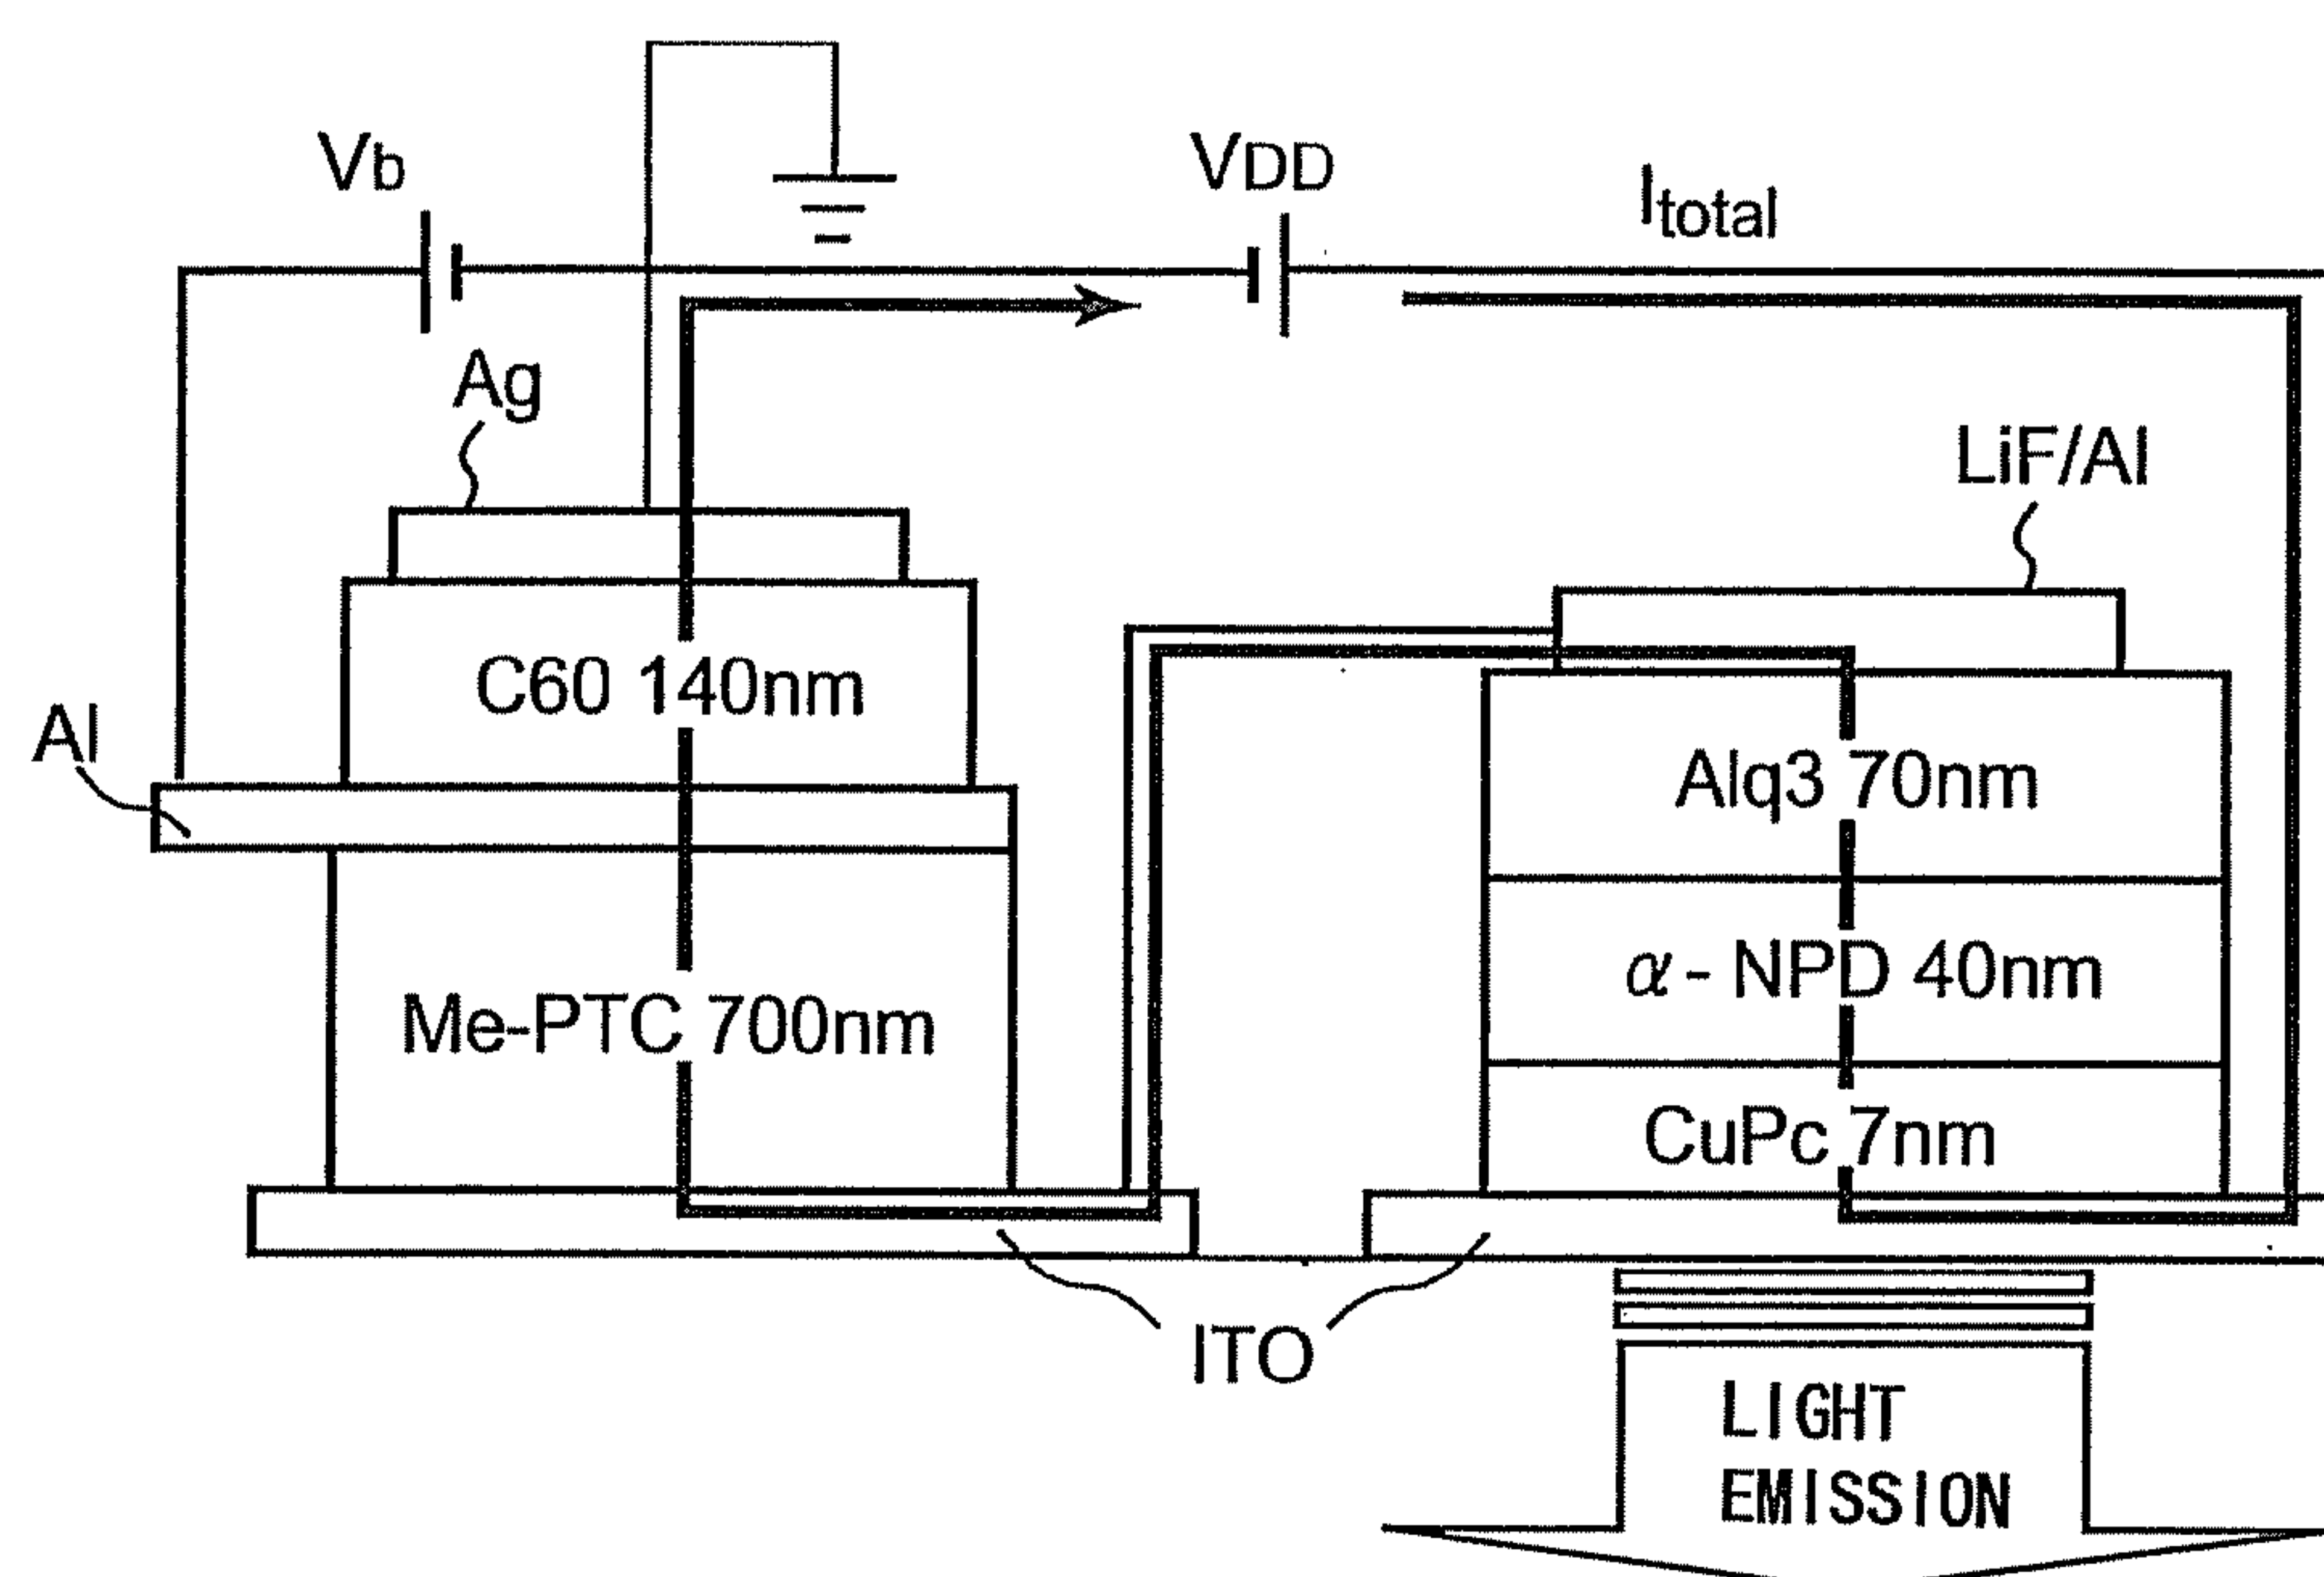 Vb
VDD
Itotal
Ag
LiF/Al
C60 140nm
Al
Alq3 70nm
α - NPD 40nm
Me-PTC 700nm
CuPc 7nm
ITO
LIGHT
EMISSION